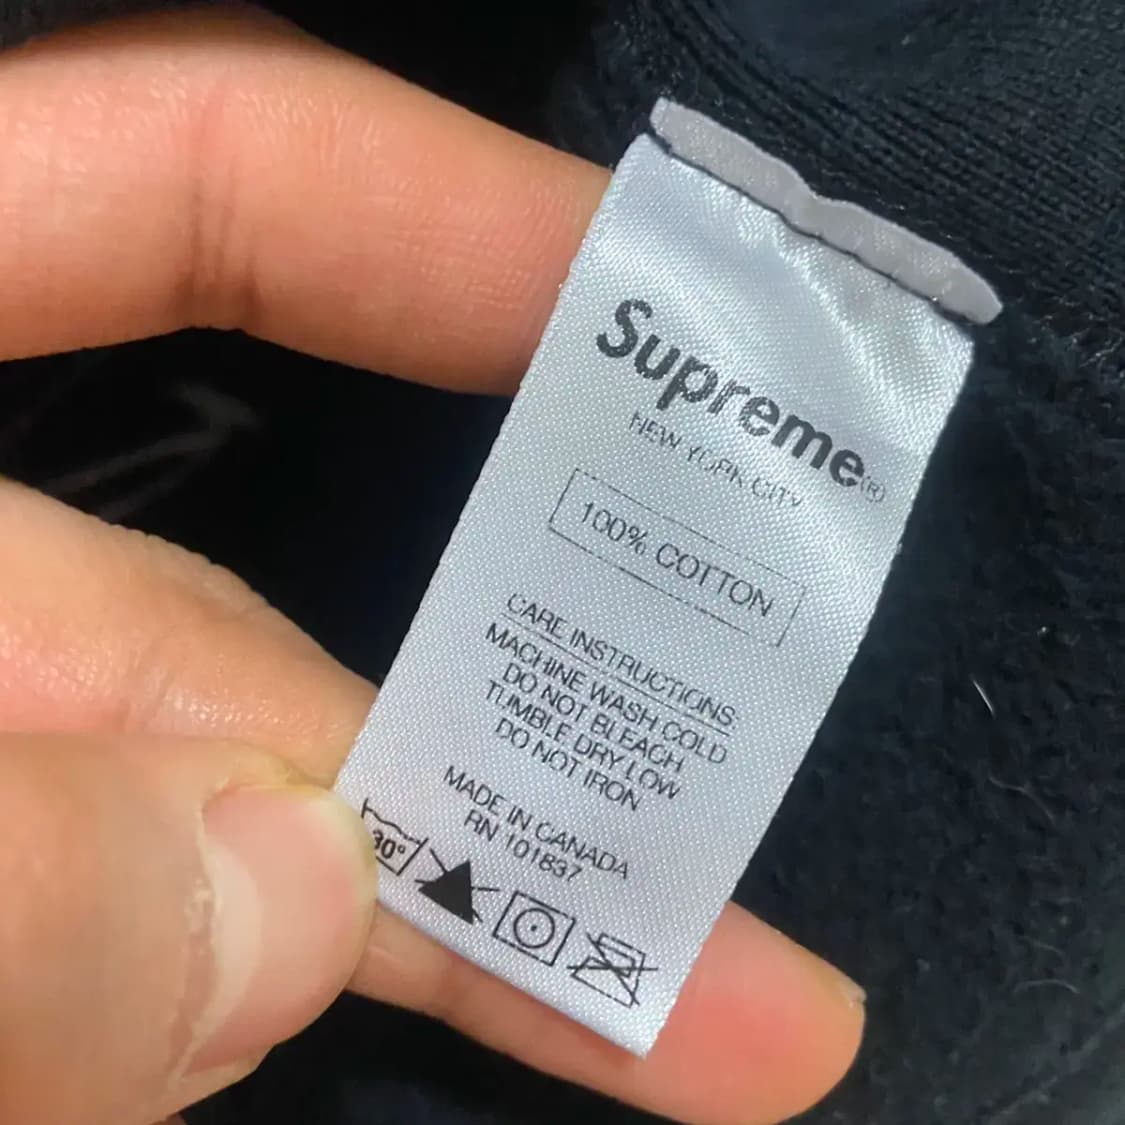 Supreme®
NEW YORK CITY
100% COTTON
CARE INSTRUCTIONS
MACHINE WASH COLD
DO NOT BLEACH
TUMBLE DRY LOW
DO NOT IRON
MADE IN CANADA
RN 101837
30°